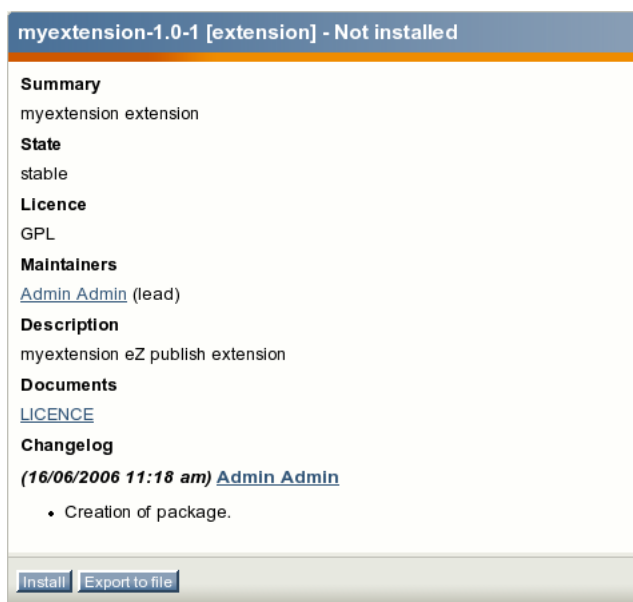 myextension-1.0-1 [extension] - Not installed
Summary
myextension extension
State
stable
Licence
GPL
Maintainers
Admin Admin (lead)
Description
myextension eZ publish extension
Documents
LICENCE
Changelog
(16/06/2006 11:18 am) Admin Admin
• Creation of package.
Install Export to file